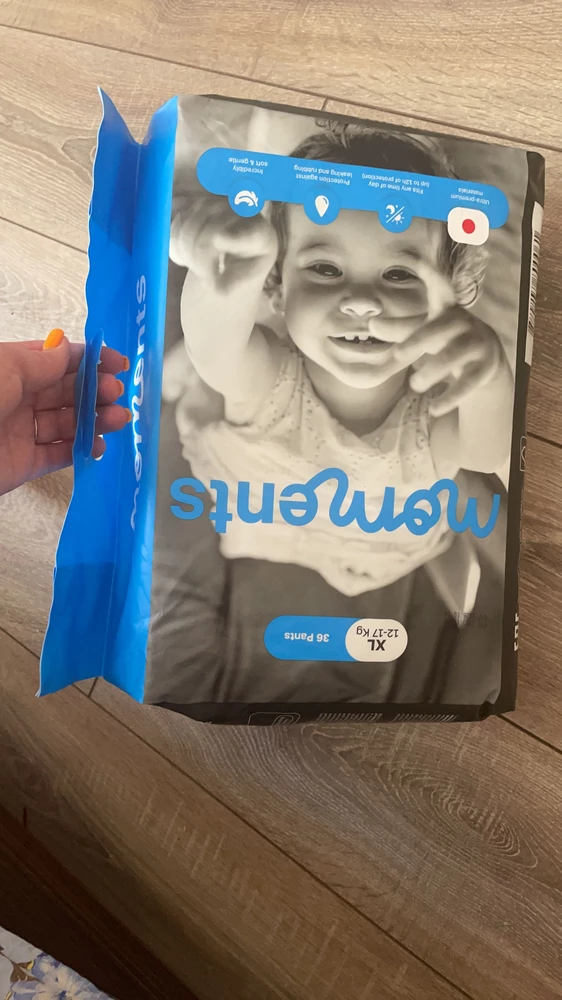 moments
Ultra-premium
materials
Fits any time of day
(up to 12h of protection)
Protection against
leaking and rubbing
Incredibly
soft & gentle
moments
XL
12-17 Kg
36 Pants